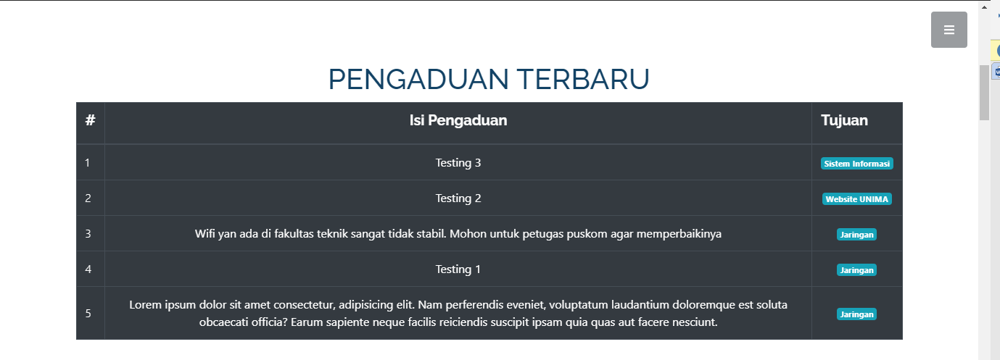 PENGADUAN TERBARU
# Isi Pengaduan Tujuan
1 Testing 3 Sistem Informasi
2 Testing 2 Website UNIMA
3 Wifi yan ada di fakultas teknik sangat tidak stabil. Mohon untuk petugas puskom agar memperbaikinya Jaringan
4 Testing 1 Jaringan
5 Lorem ipsum dolor sit amet consectetur, adipisicing elit. Nam perferendis eveniet, voluptatum laudantium doloremque est soluta
obcaecati officia? Earum sapiente neque facilis reiciendis suscipit ipsam quia quas aut facere nesciunt. Jaringan